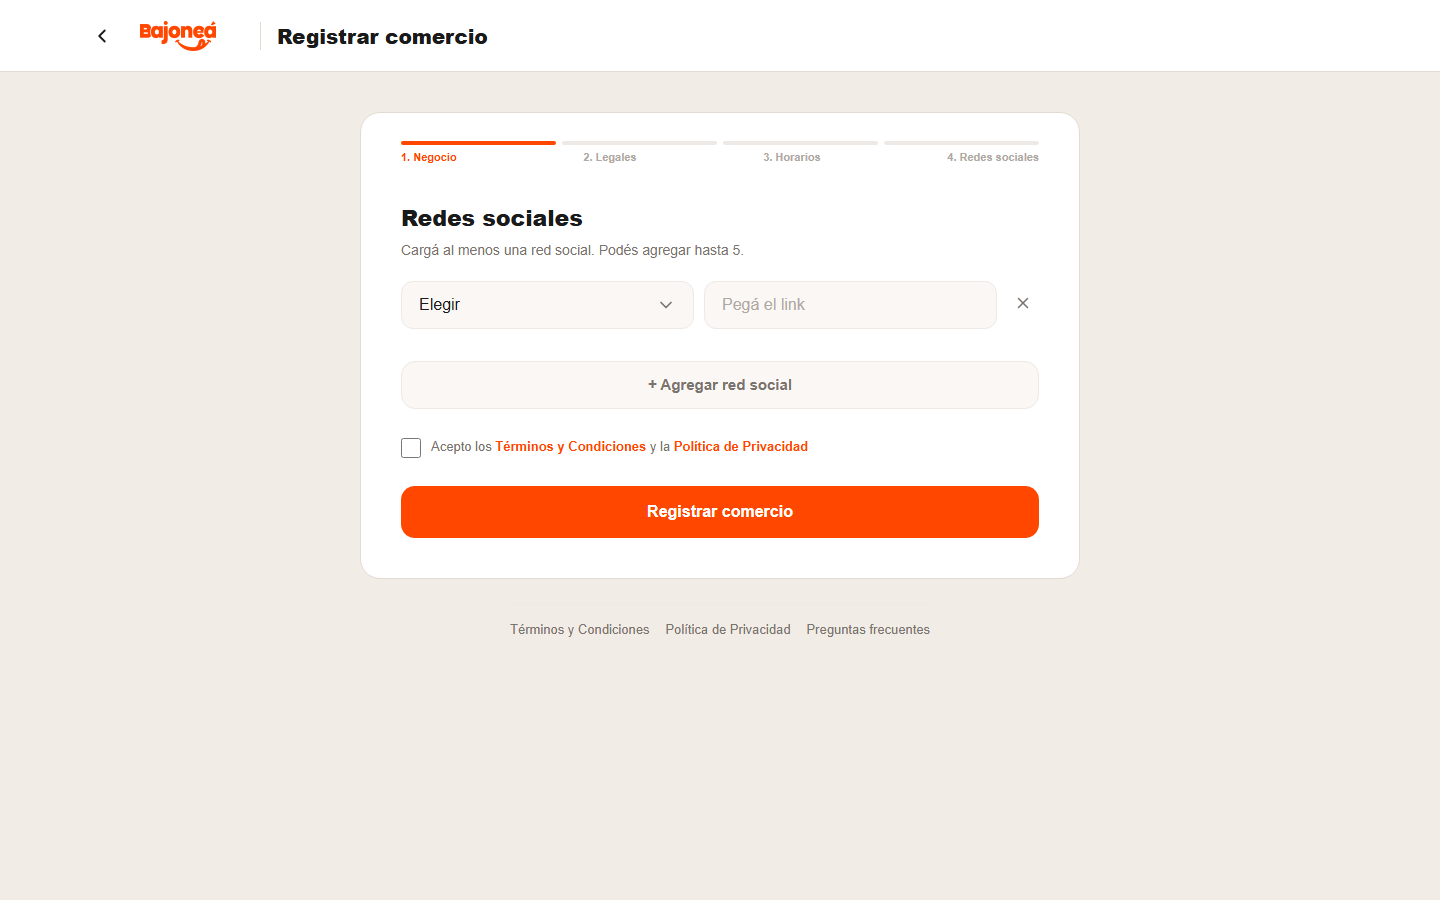 Bajoneá
Registrar comercio
1. Negocio
2. Legales
3. Horarios
4. Redes sociales
Redes sociales
Cargá al menos una red social. Podés agregar hasta 5.
Elegir
Pegá el link
+ Agregar red social
Acepto los Términos y Condiciones y la Política de Privacidad
Registrar comercio
Términos y Condiciones Política de Privacidad Preguntas frecuentes